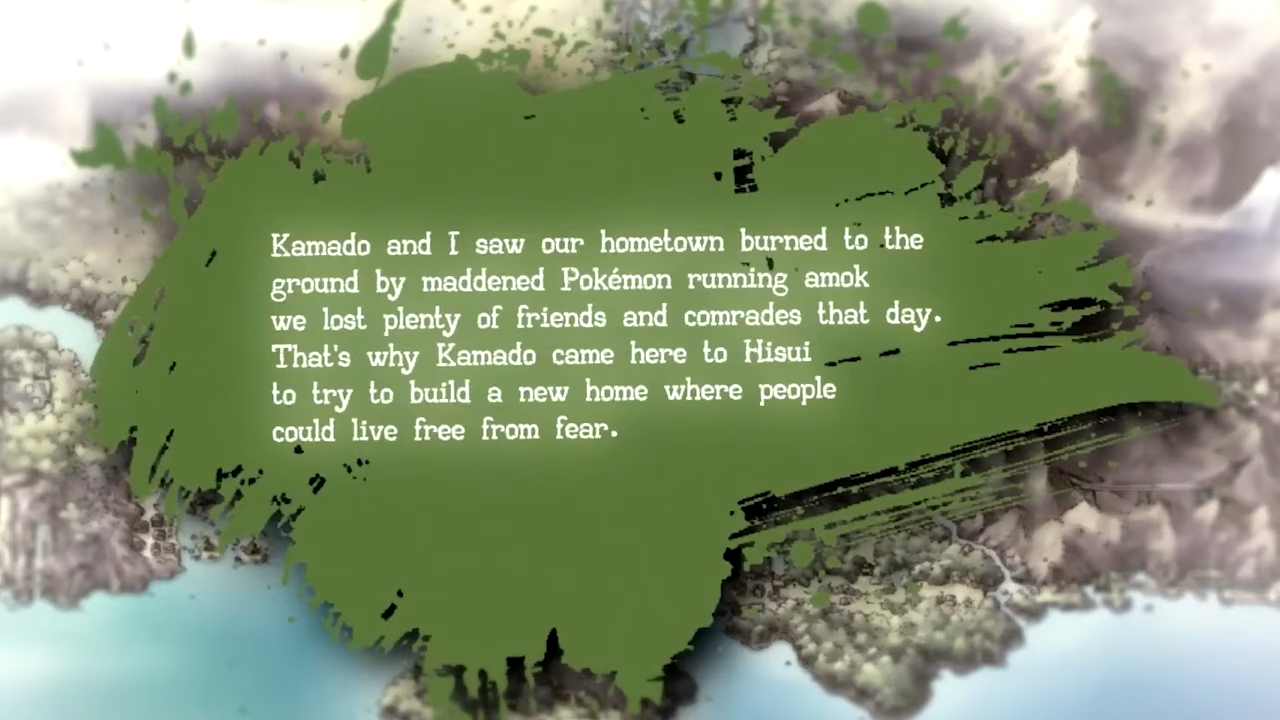 Kamado and I saw our hometown burned to the
ground by maddened Pokémon running amok
we lost plenty of friends and comrades that day.
That's why Kamado came here to Hisui
to try to build a new home where people
could live free from fear.